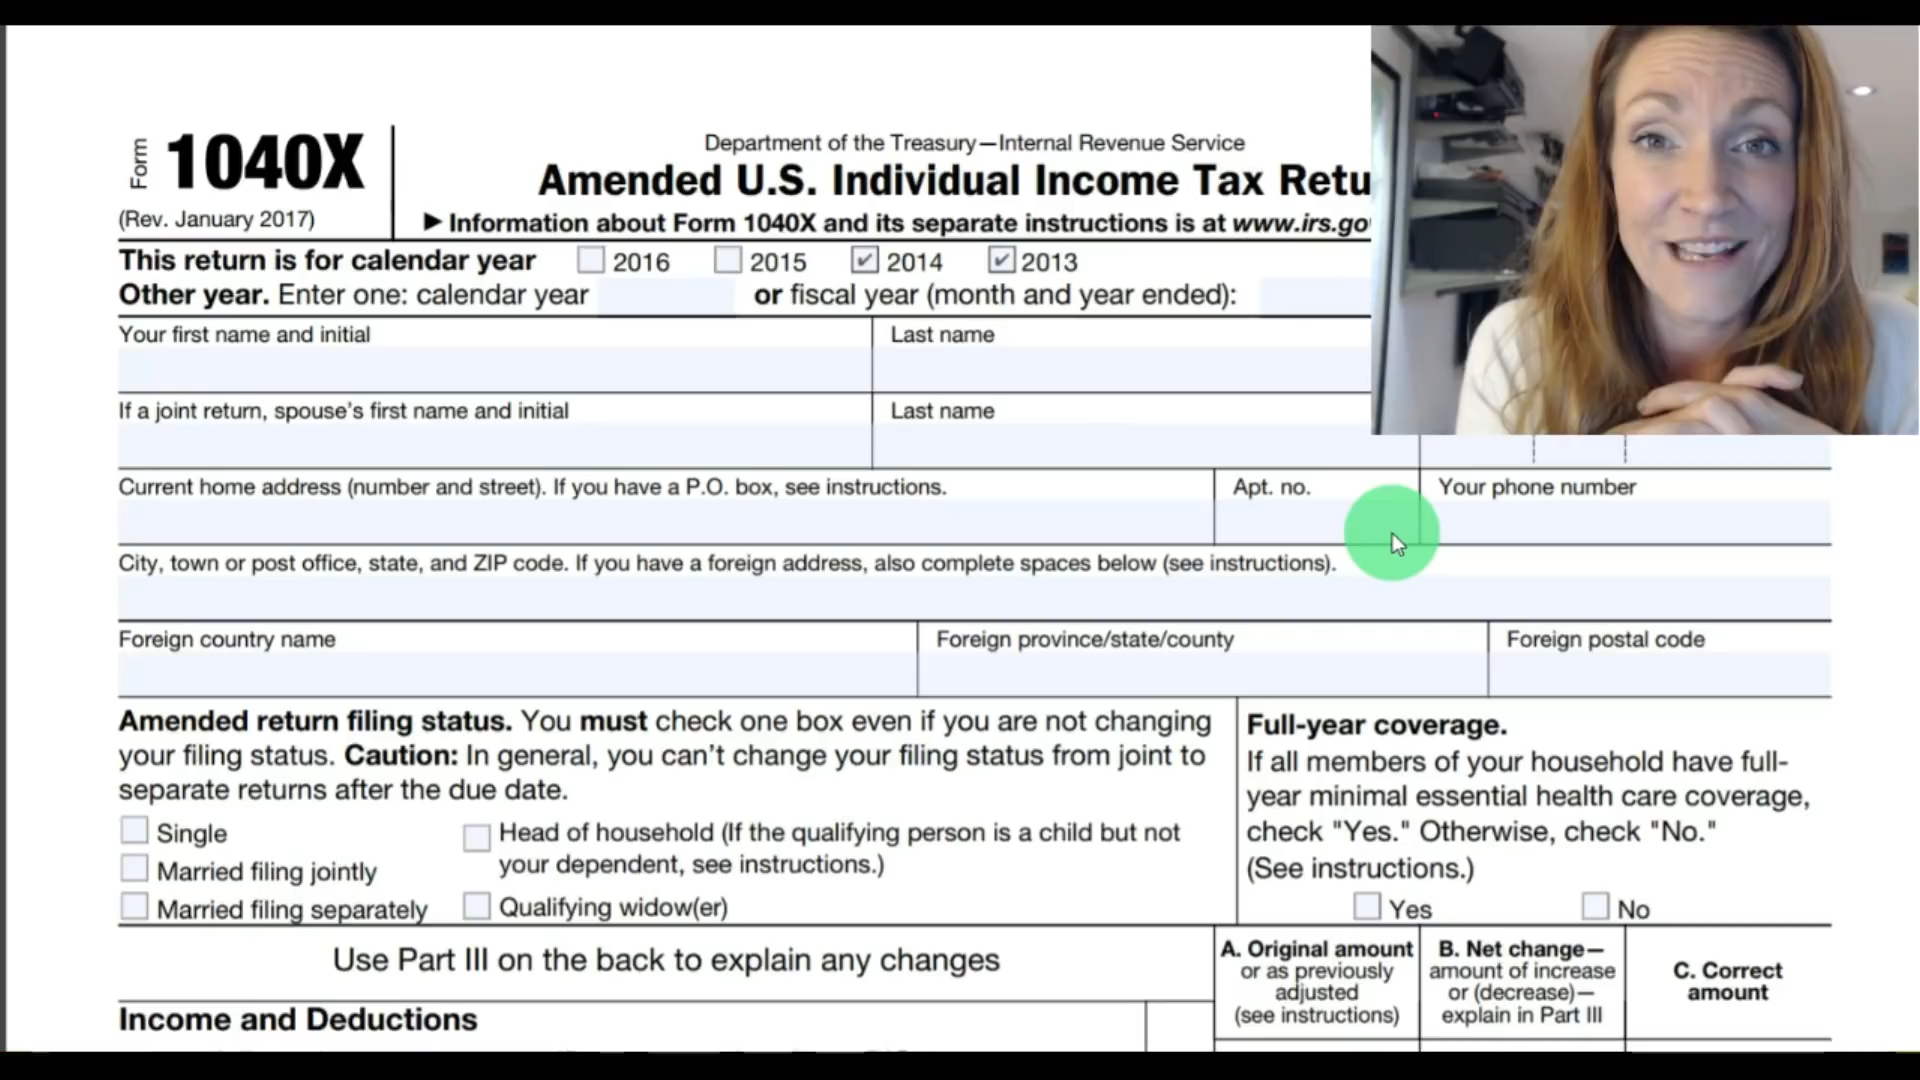 Form 1040X
(Rev. January 2017)
Department of the Treasury—Internal Revenue Service
Amended U.S. Individual Income Tax Retu
▶ Information about Form 1040X and its separate instructions is at www.irs.go
This return is for calendar year 2016 2015 ✓ 2014 ✓ 2013
Other year. Enter one: calendar year or fiscal year (month and year ended):
Your first name and initial Last name
If a joint return, spouse's first name and initial Last name
Current home address (number and street). If you have a P.O. box, see instructions. Apt. no. Your phone number
City, town or post office, state, and ZIP code. If you have a foreign address, also complete spaces below (see instructions).
Foreign country name Foreign province/state/county Foreign postal code
Amended return filing status. You must check one box even if you are not changing
your filing status. Caution: In general, you can't change your filing status from joint to
separate returns after the due date.
Single
Married filing jointly
Married filing separately
Head of household (If the qualifying person is a child but not
your dependent, see instructions.)
Qualifying widow(er)
Full-year coverage.
If all members of your household have full-
year minimal essential health care coverage,
check "Yes." Otherwise, check "No."
(See instructions.)
Yes No
Use Part III on the back to explain any changes
A. Original amount
or as previously
adjusted
(see instructions)
B. Net change—
amount of increase
or (decrease)—
explain in Part III
C. Correct
amount
Income and Deductions